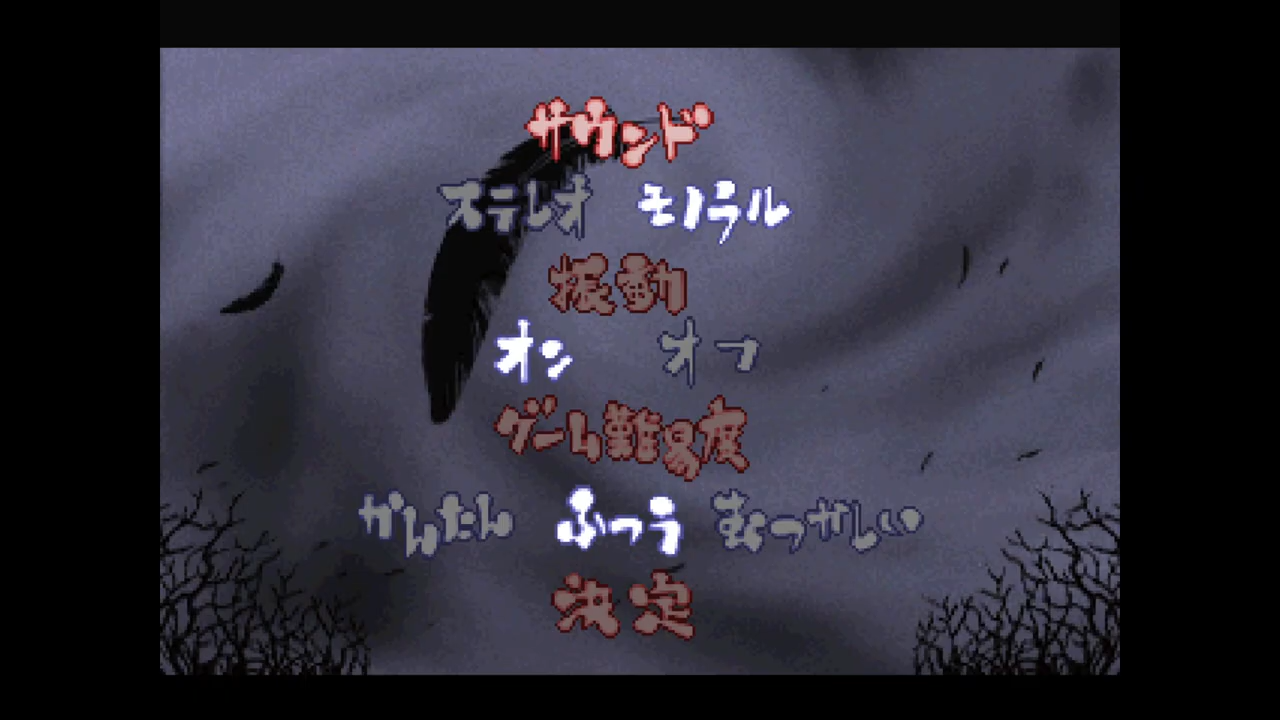 サウンド
ステレオ モノラル
振動
オン オフ
ゲーム難易度
かんたん ふつう むつかしい
決定